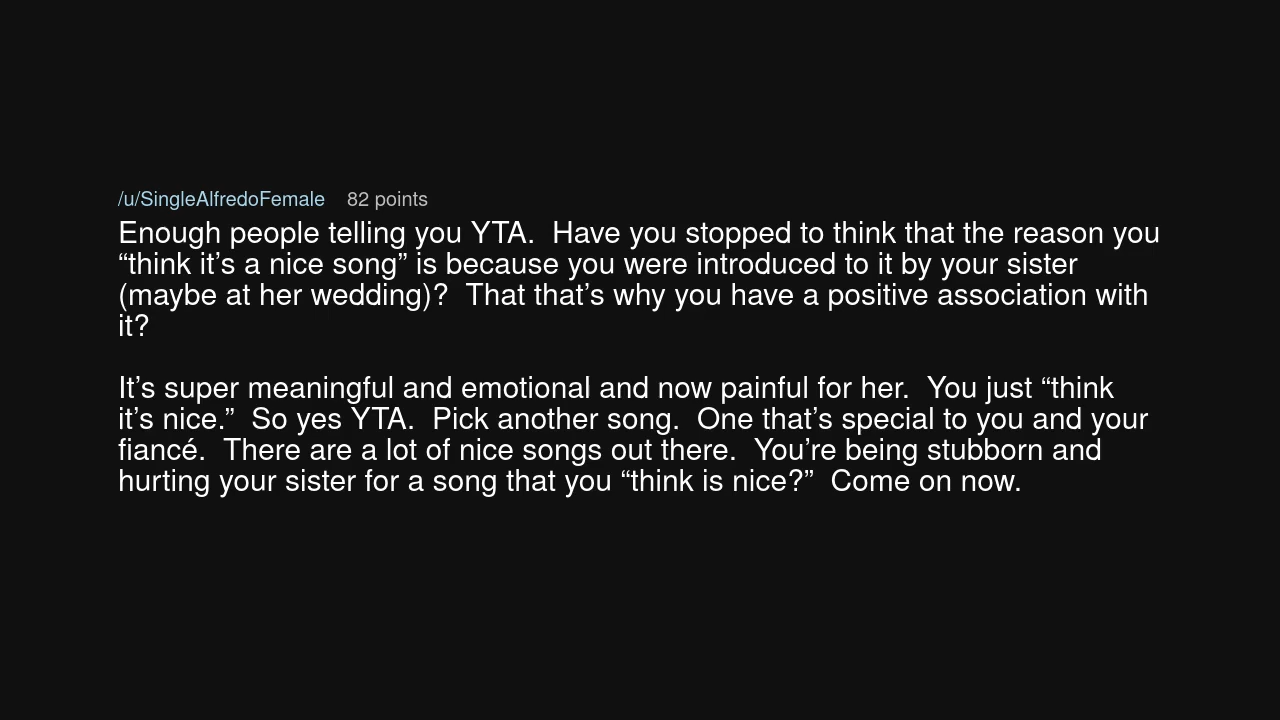 /u/SingleAlfredoFemale 82 points
Enough people telling you YTA.  Have you stopped to think that the reason you
“think it’s a nice song” is because you were introduced to it by your sister
(maybe at her wedding)?  That that’s why you have a positive association with
it?
It’s super meaningful and emotional and now painful for her.  You just “think
it’s nice.”  So yes YTA.  Pick another song.  One that’s special to you and your
fiancé.  There are a lot of nice songs out there.  You’re being stubborn and
hurting your sister for a song that you “think is nice?”  Come on now.